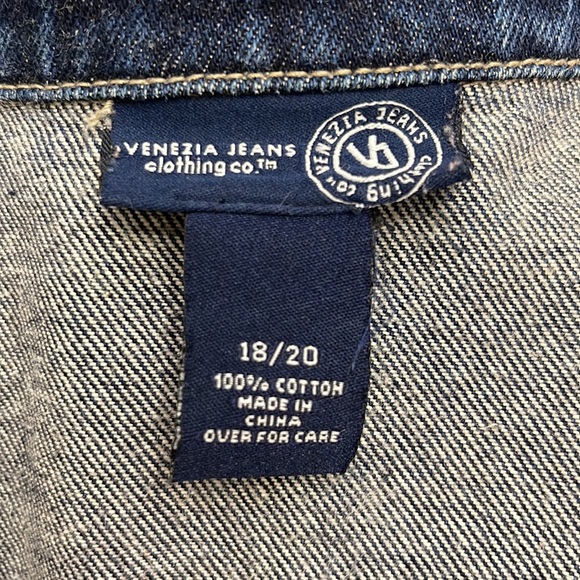 VENEZIA JEANS
clothing co.™
VENEZIA JEANS clothing co.™
VJ
18/20
100% COTTON
MADE IN
CHINA
OVER FOR CARE